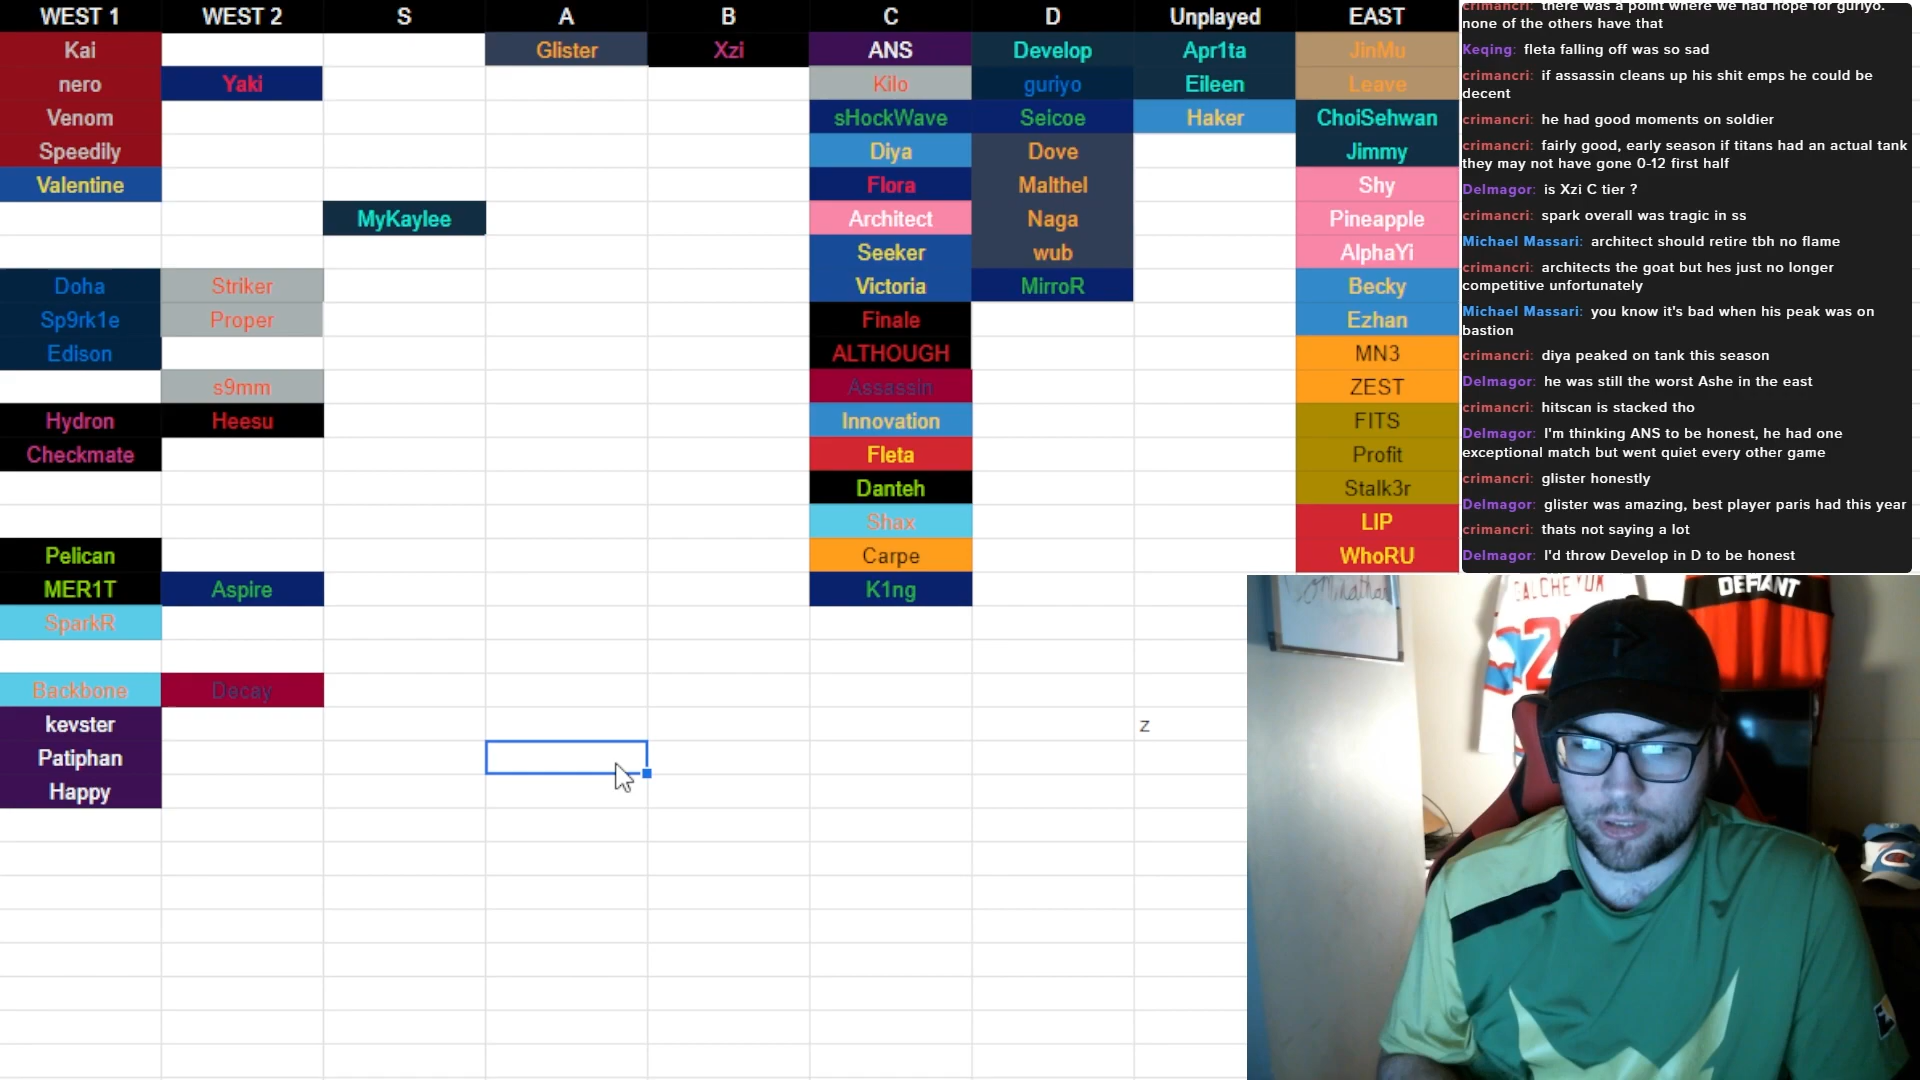 WEST 1 WEST 2 S A B C D Unplayed EAST
Kai Glister Xzi ANS Develop Apr1ta JinMu
nero Yaki Kilo guriyo Eileen Leave
Venom sHockWave Seicoe Haker ChoiSehwan
Speedily Diya Dove Jimmy
Valentine Flora Malthel Shy
MyKaylee Architect Naga Pineapple
Seeker wub AlphaYi
Doha Striker Victoria MirroR Becky
Sp9rk1e Proper Finale Ezhan
Edison ALTHOUGH MN3
s9mm Assassin ZEST
Hydron Heesu Innovation FITS
Checkmate Fleta Profit
Danteh Stalk3r
Shax LIP
Pelican Carpe WhoRU
MER1T Aspire K1ng
SparkR
Backbone Decay
kevster z
Patiphan
Happy
crimancri: there was a point where we had hope for guriyo.
none of the others have that
Keqing: fleta falling off was so sad
crimancri: if assassin cleans up his shit emps he could be
decent
crimancri: he had good moments on soldier
crimancri: fairly good, early season if titans had an actual tank
they may not have gone 0-12 first half
Delmagor: is Xzi C tier ?
crimancri: spark overall was tragic in ss
Michael Massari: architect should retire tbh no flame
crimancri: architects the goat but hes just no longer
competitive unfortunately
Michael Massari: you know it's bad when his peak was on
bastion
crimancri: diya peaked on tank this season
Delmagor: he was still the worst Ashe in the east
crimancri: hitscan is stacked tho
Delmagor: I'm thinking ANS to be honest, he had one
exceptional match but went quiet every other game
crimancri: glister honestly
Delmagor: glister was amazing, best player paris had this year
crimancri: thats not saying a lot
Delmagor: I'd throw Develop in D to be honest
DEFIANT